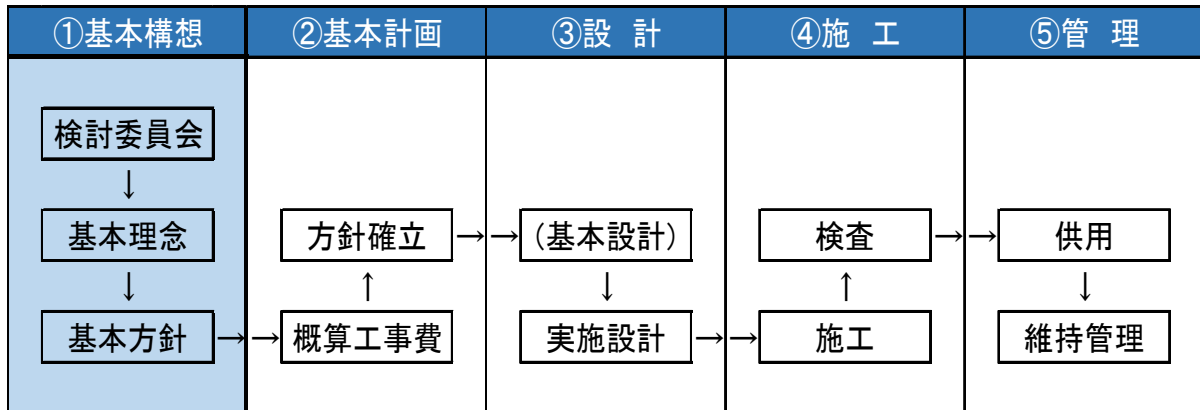 ①基本構想 ②基本計画 ③設 計 ④施 工 ⑤管 理
検討委員会
↓
基本理念 方針確立 →→ (基本設計) 検査 →→ 供用
↓ ↑ ↓ ↑ ↓
基本方針 →→ 概算工事費 実施設計 →→ 施工 維持管理